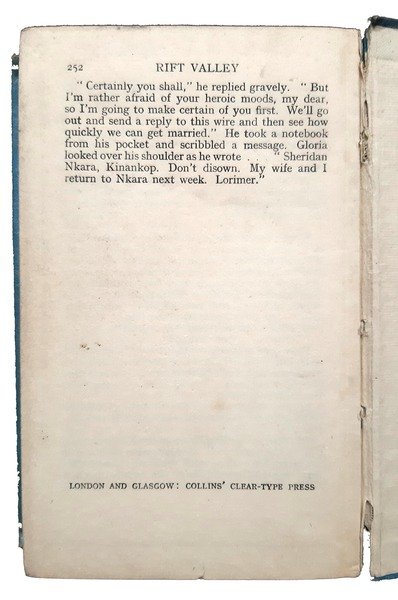 252 RIFT VALLEY
" Certainly you shall," he replied gravely. " But
I'm rather afraid of your heroic moods, my dear,
so I'm going to make certain of you first. We'll go
out and send a reply to this wire and then see how
quickly we can get married." He took a notebook
from his pocket and scribbled a message. Gloria
looked over his shoulder as he wrote . . " Sheridan
Nkara, Kinankop. Don't disown. My wife and I
return to Nkara next week. Lorimer."
LONDON AND GLASGOW: COLLINS' CLEAR-TYPE PRESS